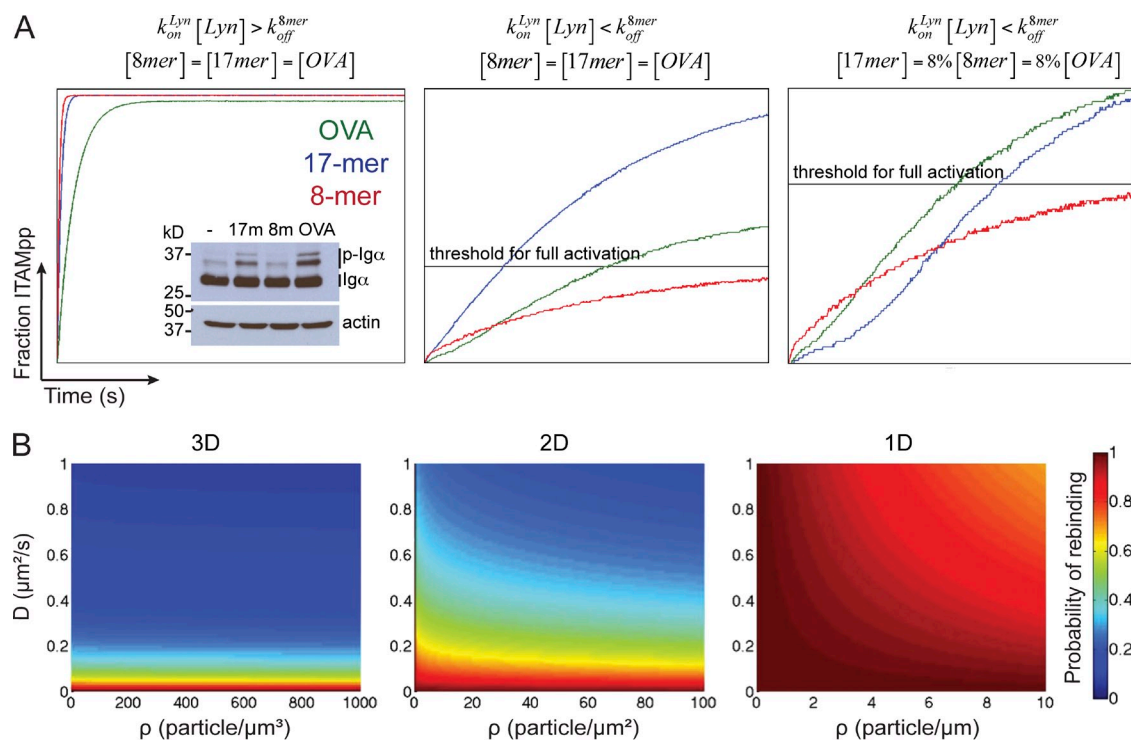 A
k_on^Lyn [Lyn] > k_off^8mer
[8mer] = [17mer] = [OVA]
k_on^Lyn [Lyn] < k_off^8mer
[8mer] = [17mer] = [OVA]
k_on^Lyn [Lyn] < k_off^8mer
[17mer] = 8% [8mer] = 8% [OVA]
OVA
17-mer
8-mer
kD
- 17m 8m OVA
37
25
p-Igα
Igα
50
37
actin
threshold for full activation
threshold for full activation
Fraction ITAMpp
Time (s)
B
3D
2D
1D
D (µm²/s)
1
0.8
0.6
0.4
0.2
0
0 200 400 600 800 1000
ρ (particle/µm³)
1
0.8
0.6
0.4
0.2
0
0 20 40 60 80 100
ρ (particle/µm²)
1
0.8
0.6
0.4
0.2
0
0 2 4 6 8 10
ρ (particle/µm)
1
0.8
0.6
0.4
0.2
0
Probability of rebinding